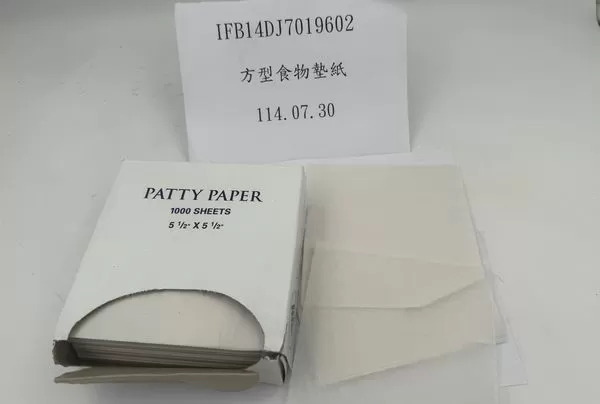 IFB14DJ7019602
方型食物墊紙
114.07.30
PATTY PAPER
1000 SHEETS
5 ½" X 5 ½"